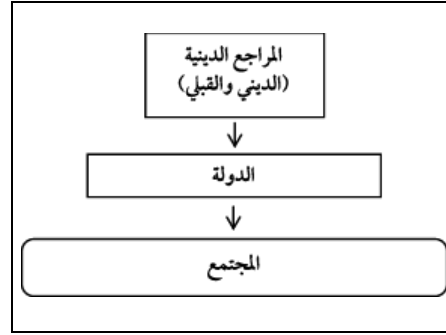 المراجع الدينية
(الديني والقبلي)
الدولة
المجتمع